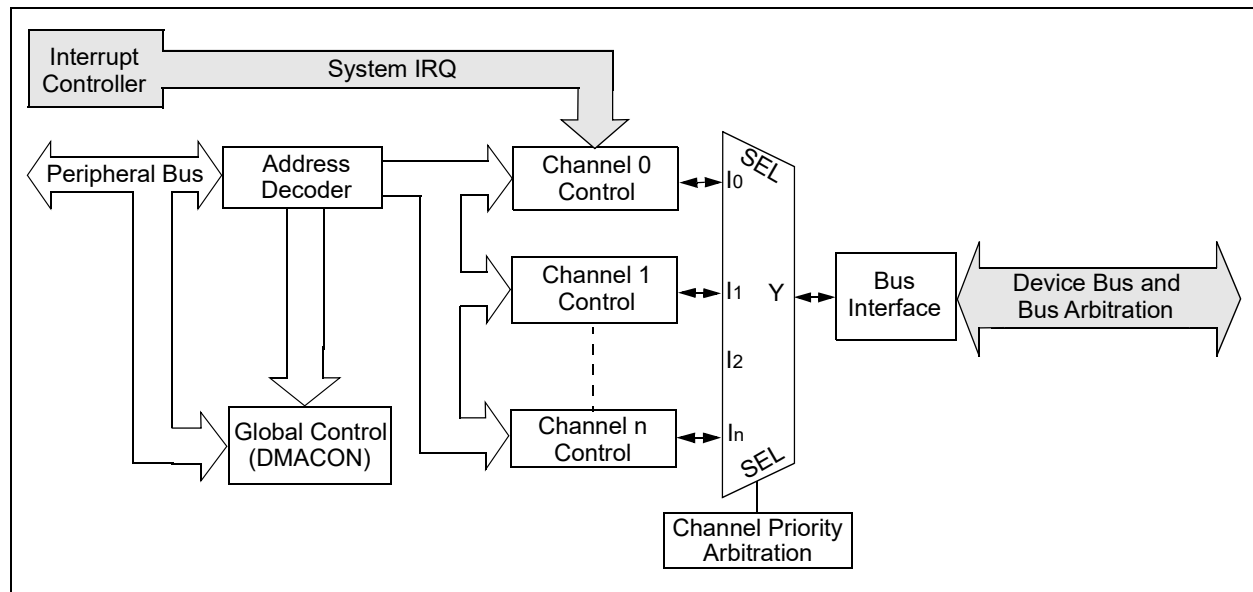 Interrupt
Controller
System IRQ
Peripheral Bus
Address
Decoder
Channel 0
Control
SEL
I0
Channel 1
Control
I1
Y
Bus
Interface
Device Bus and
Bus Arbitration
I2
Global Control
(DMACON)
Channel n
Control
In
SEL
Channel Priority
Arbitration